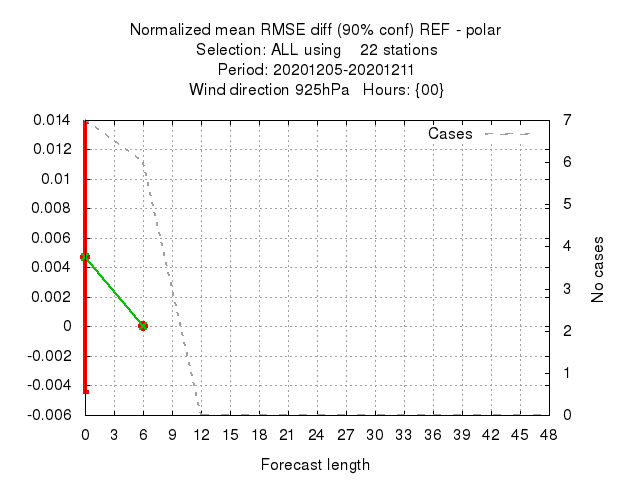 Normalized mean RMSE diff (90% conf) REF - polar
Selection: ALL using 22 stations
Period: 20201205-20201211
Wind direction 925hPa Hours: {00}
0.014
0.012
0.01
0.008
0.006
0.004
0.002
0
-0.002
-0.004
-0.006
Cases
7
6
5
4
3
2
1
0
No cases
0 3 6 9 12 15 18 21 24 27 30 33 36 39 42 45 48
Forecast length